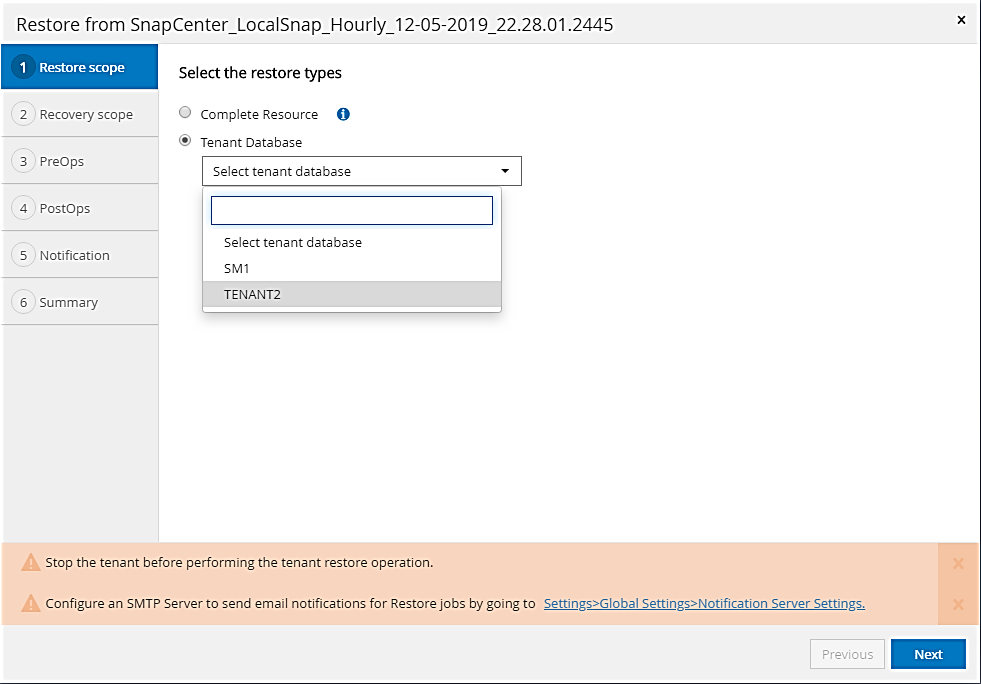 Restore from SnapCenter_LocalSnap_Hourly_12-05-2019_22.28.01.2445
x
1 Restore scope
2 Recovery scope
3 PreOps
4 PostOps
5 Notification
6 Summary
Select the restore types
Complete Resource i
Tenant Database
Select tenant database
Select tenant database
SM1
TENANT2
Stop the tenant before performing the tenant restore operation.
Configure an SMTP Server to send email notifications for Restore jobs by going to Settings>Global Settings>Notification Server Settings.
Previous
Next